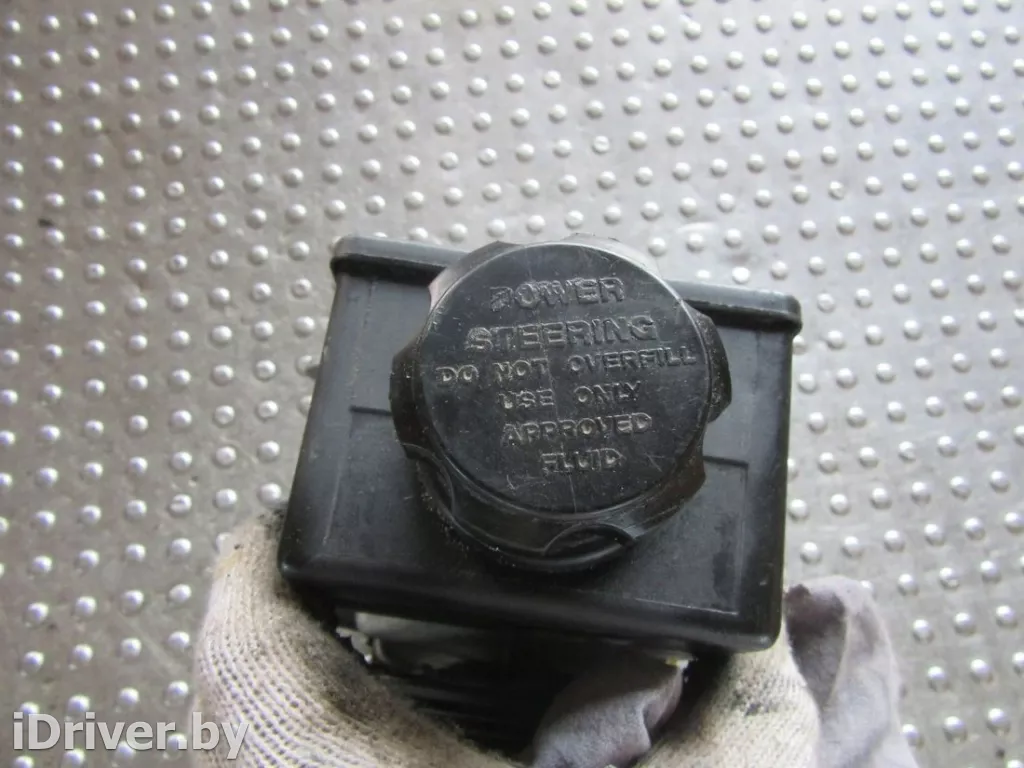 POWER
STEERING
DO NOT OVERFILL
USE ONLY
APPROVED
FLUID
iDriver.by